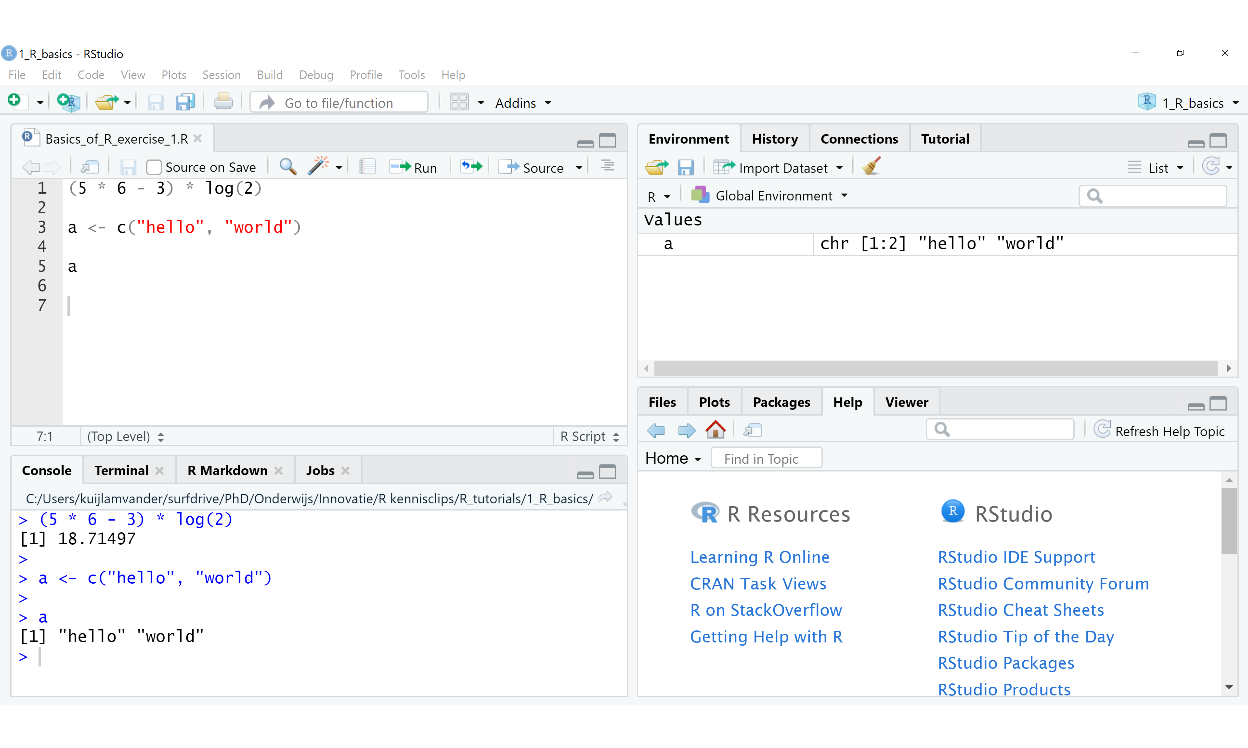 1_R_basics - RStudio
File Edit Code View Plots Session Build Debug Profile Tools Help
Go to file/function Addins 1_R_basics
Basics_of_R_exercise_1.R
Source on Save Run Source
1 (5 * 6 - 3) * log(2)
2
3 a <- c("hello", "world")
4
5 a
6
7
7:1 (Top Level) R Script
Console Terminal R Markdown Jobs
C:/Users/kuijlamvander/surfdrive/PhD/Onderwijs/Innovatie/R kennisclips/R_tutorials/1_R_basics/
> (5 * 6 - 3) * log(2)
[1] 18.71497
>
> a <- c("hello", "world")
>
> a
[1] "hello" "world"
>
Environment History Connections Tutorial
Import Dataset List
R Global Environment
Values
a chr [1:2] "hello" "world"
Files Plots Packages Help Viewer
Refresh Help Topic
Home Find in Topic
R Resources
Learning R Online
CRAN Task Views
R on StackOverflow
Getting Help with R
R RStudio
RStudio IDE Support
RStudio Community Forum
RStudio Cheat Sheets
RStudio Tip of the Day
RStudio Packages
RStudio Products